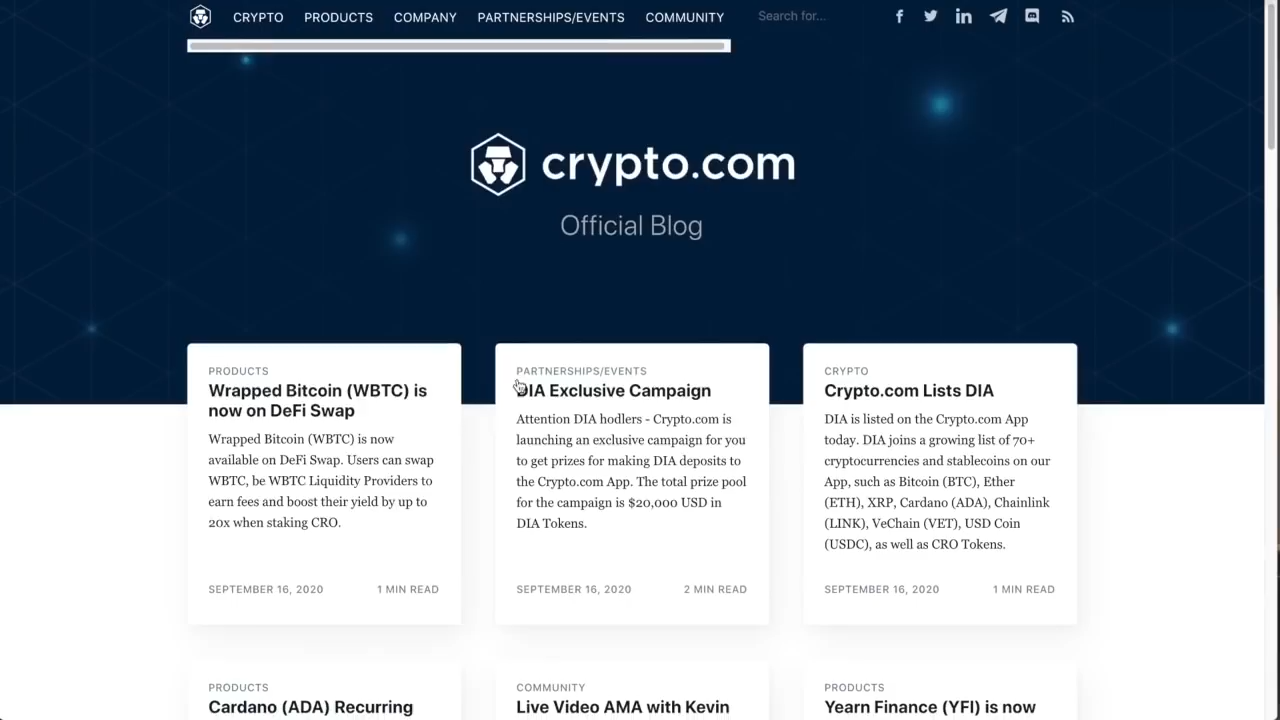 CRYPTO PRODUCTS COMPANY PARTNERSHIPS/EVENTS COMMUNITY Search for...
crypto.com
Official Blog
PRODUCTS
Wrapped Bitcoin (WBTC) is
now on DeFi Swap
Wrapped Bitcoin (WBTC) is now
available on DeFi Swap. Users can swap
WBTC, be WBTC Liquidity Providers to
earn fees and boost their yield by up to
20x when staking CRO.
SEPTEMBER 16, 2020 1 MIN READ
PARTNERSHIPS/EVENTS
DIA Exclusive Campaign
Attention DIA hodlers - Crypto.com is
launching an exclusive campaign for you
to get prizes for making DIA deposits to
the Crypto.com App. The total prize pool
for the campaign is $20,000 USD in
DIA Tokens.
SEPTEMBER 16, 2020 2 MIN READ
CRYPTO
Crypto.com Lists DIA
DIA is listed on the Crypto.com App
today. DIA joins a growing list of 70+
cryptocurrencies and stablecoins on our
App, such as Bitcoin (BTC), Ether
(ETH), XRP, Cardano (ADA), Chainlink
(LINK), VeChain (VET), USD Coin
(USDC), as well as CRO Tokens.
SEPTEMBER 16, 2020 1 MIN READ
PRODUCTS
Cardano (ADA) Recurring
COMMUNITY
Live Video AMA with Kevin
PRODUCTS
Yearn Finance (YFI) is now